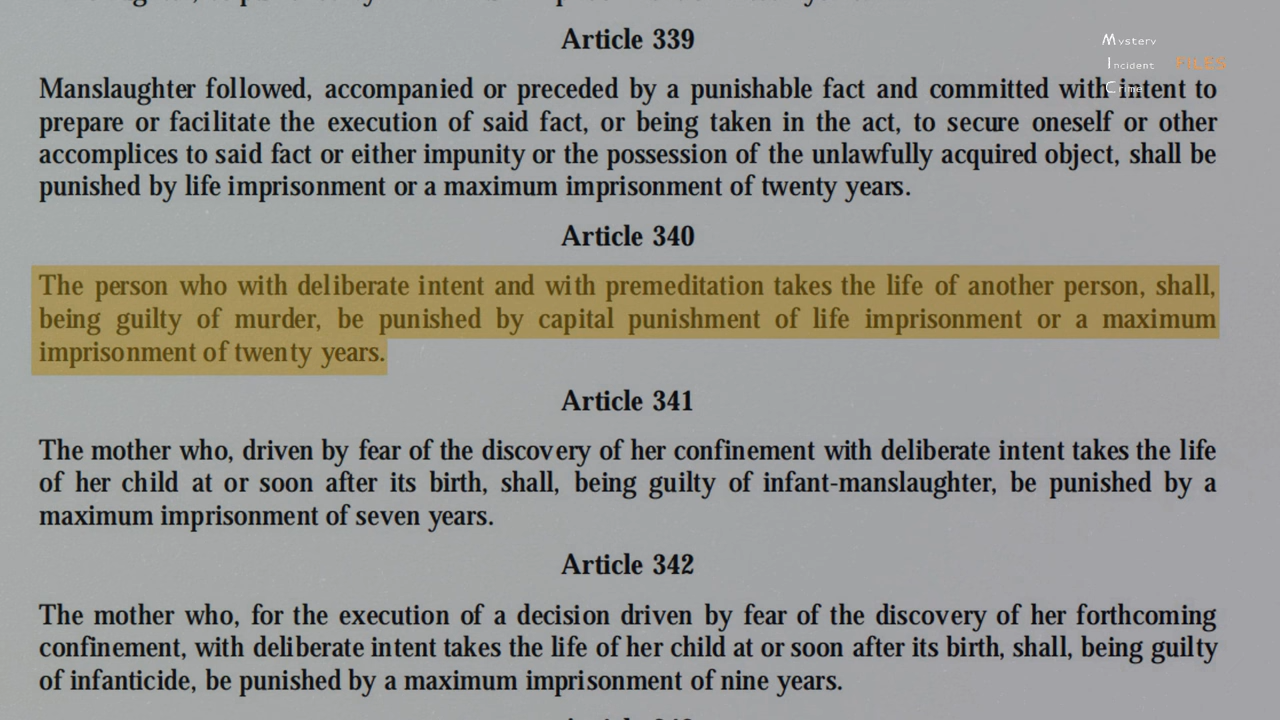 Article 339
Mystery
Incident FILES
Crime
Manslaughter followed, accompanied or preceded by a punishable fact and committed with intent to
prepare or facilitate the execution of said fact, or being taken in the act, to secure oneself or other
accomplices to said fact or either impunity or the possession of the unlawfully acquired object, shall be
punished by life imprisonment or a maximum imprisonment of twenty years.
Article 340
The person who with deliberate intent and with premeditation takes the life of another person, shall,
being guilty of murder, be punished by capital punishment of life imprisonment or a maximum
imprisonment of twenty years.
Article 341
The mother who, driven by fear of the discovery of her confinement with deliberate intent takes the life
of her child at or soon after its birth, shall, being guilty of infant-manslaughter, be punished by a
maximum imprisonment of seven years.
Article 342
The mother who, for the execution of a decision driven by fear of the discovery of her forthcoming
confinement, with deliberate intent takes the life of her child at or soon after its birth, shall, being guilty
of infanticide, be punished by a maximum imprisonment of nine years.